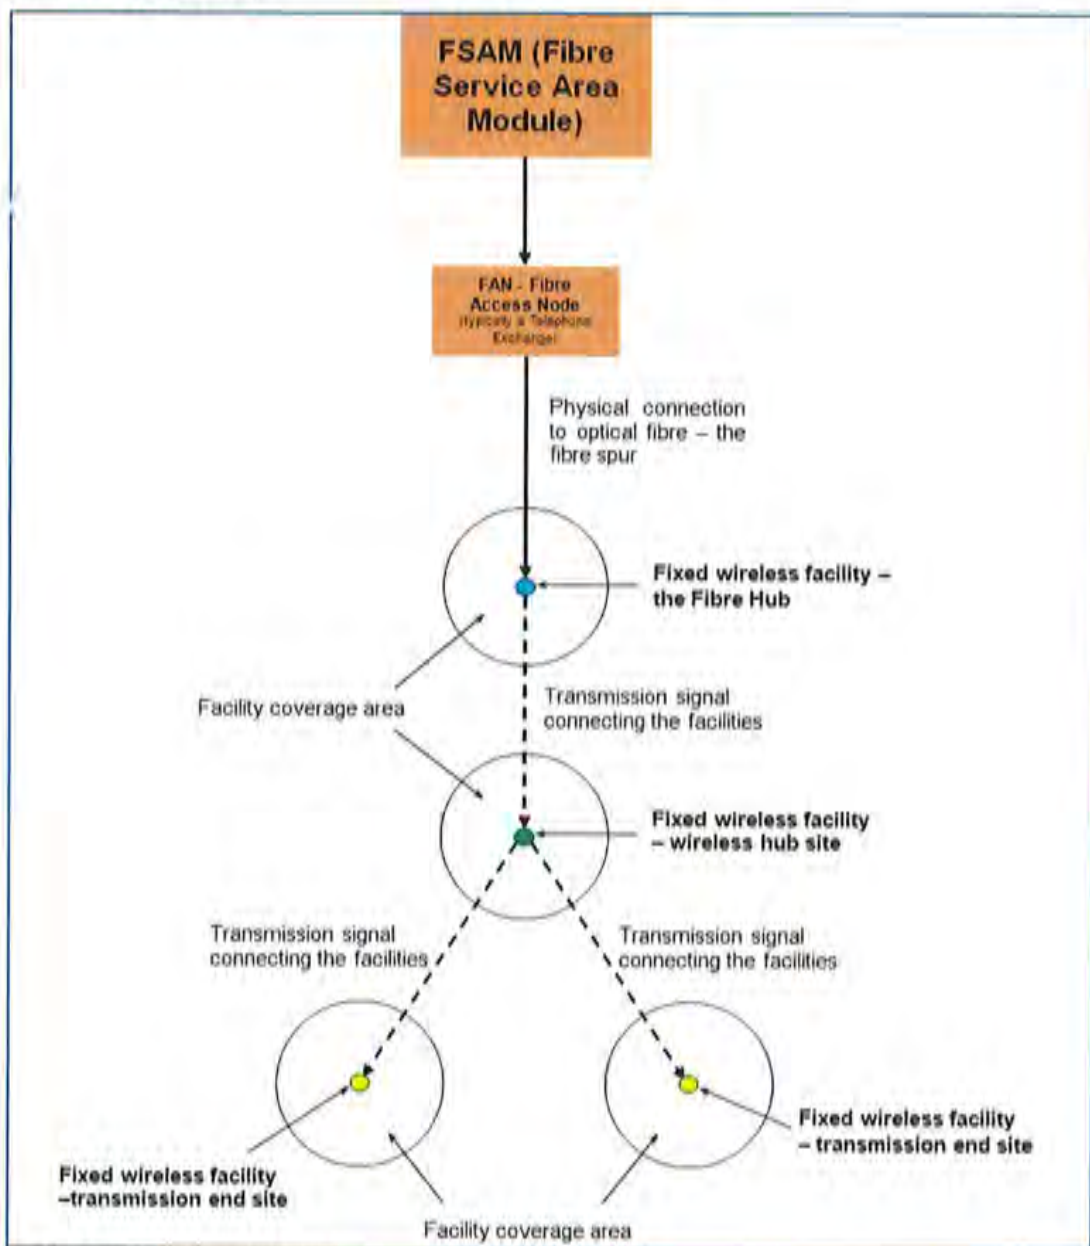 FSAM (Fibre
Service Area
Module)
FAN - Fibre
Access Node
(typically a Telephone
Exchange)
Physical connection
to optical fibre – the
fibre spur
Fixed wireless facility –
the Fibre Hub
Facility coverage area
Transmission signal
connecting the facilities
Fixed wireless facility
– wireless hub site
Transmission signal
connecting the facilities
Transmission signal
connecting the facilities
Fixed wireless facility
– transmission end site
Fixed wireless facility
–transmission end site
Facility coverage area